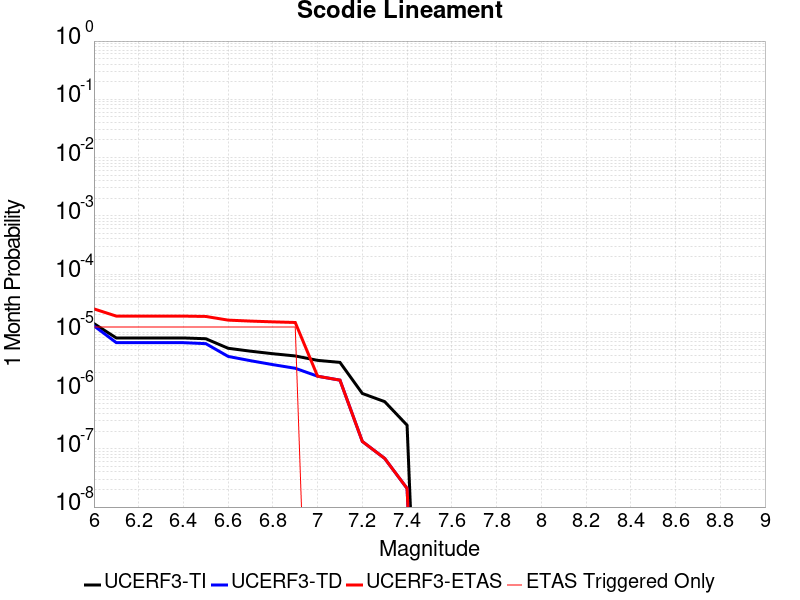 Scodie Lineament
10^0
10^-1
10^-2
10^-3
10^-4
10^-5
10^-6
10^-7
10^-8
1 Month Probability
6 6.2 6.4 6.6 6.8 7 7.2 7.4 7.6 7.8 8 8.2 8.4 8.6 8.8 9
Magnitude
UCERF3-TI UCERF3-TD UCERF3-ETAS ETAS Triggered Only